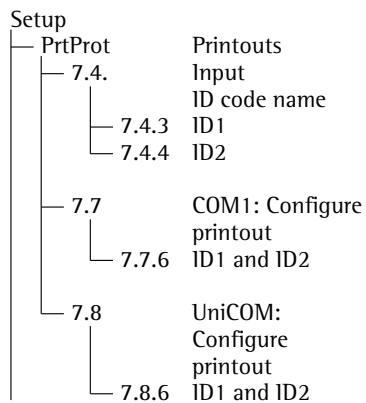 Setup
PrtProt Printouts
7.4. Input
ID code name
7.4.3 ID1
7.4.4 ID2
7.7 COM1: Configure
printout
7.7.6 ID1 and ID2
7.8 UniCOM:
Configure
printout
7.8.6 ID1 and ID2